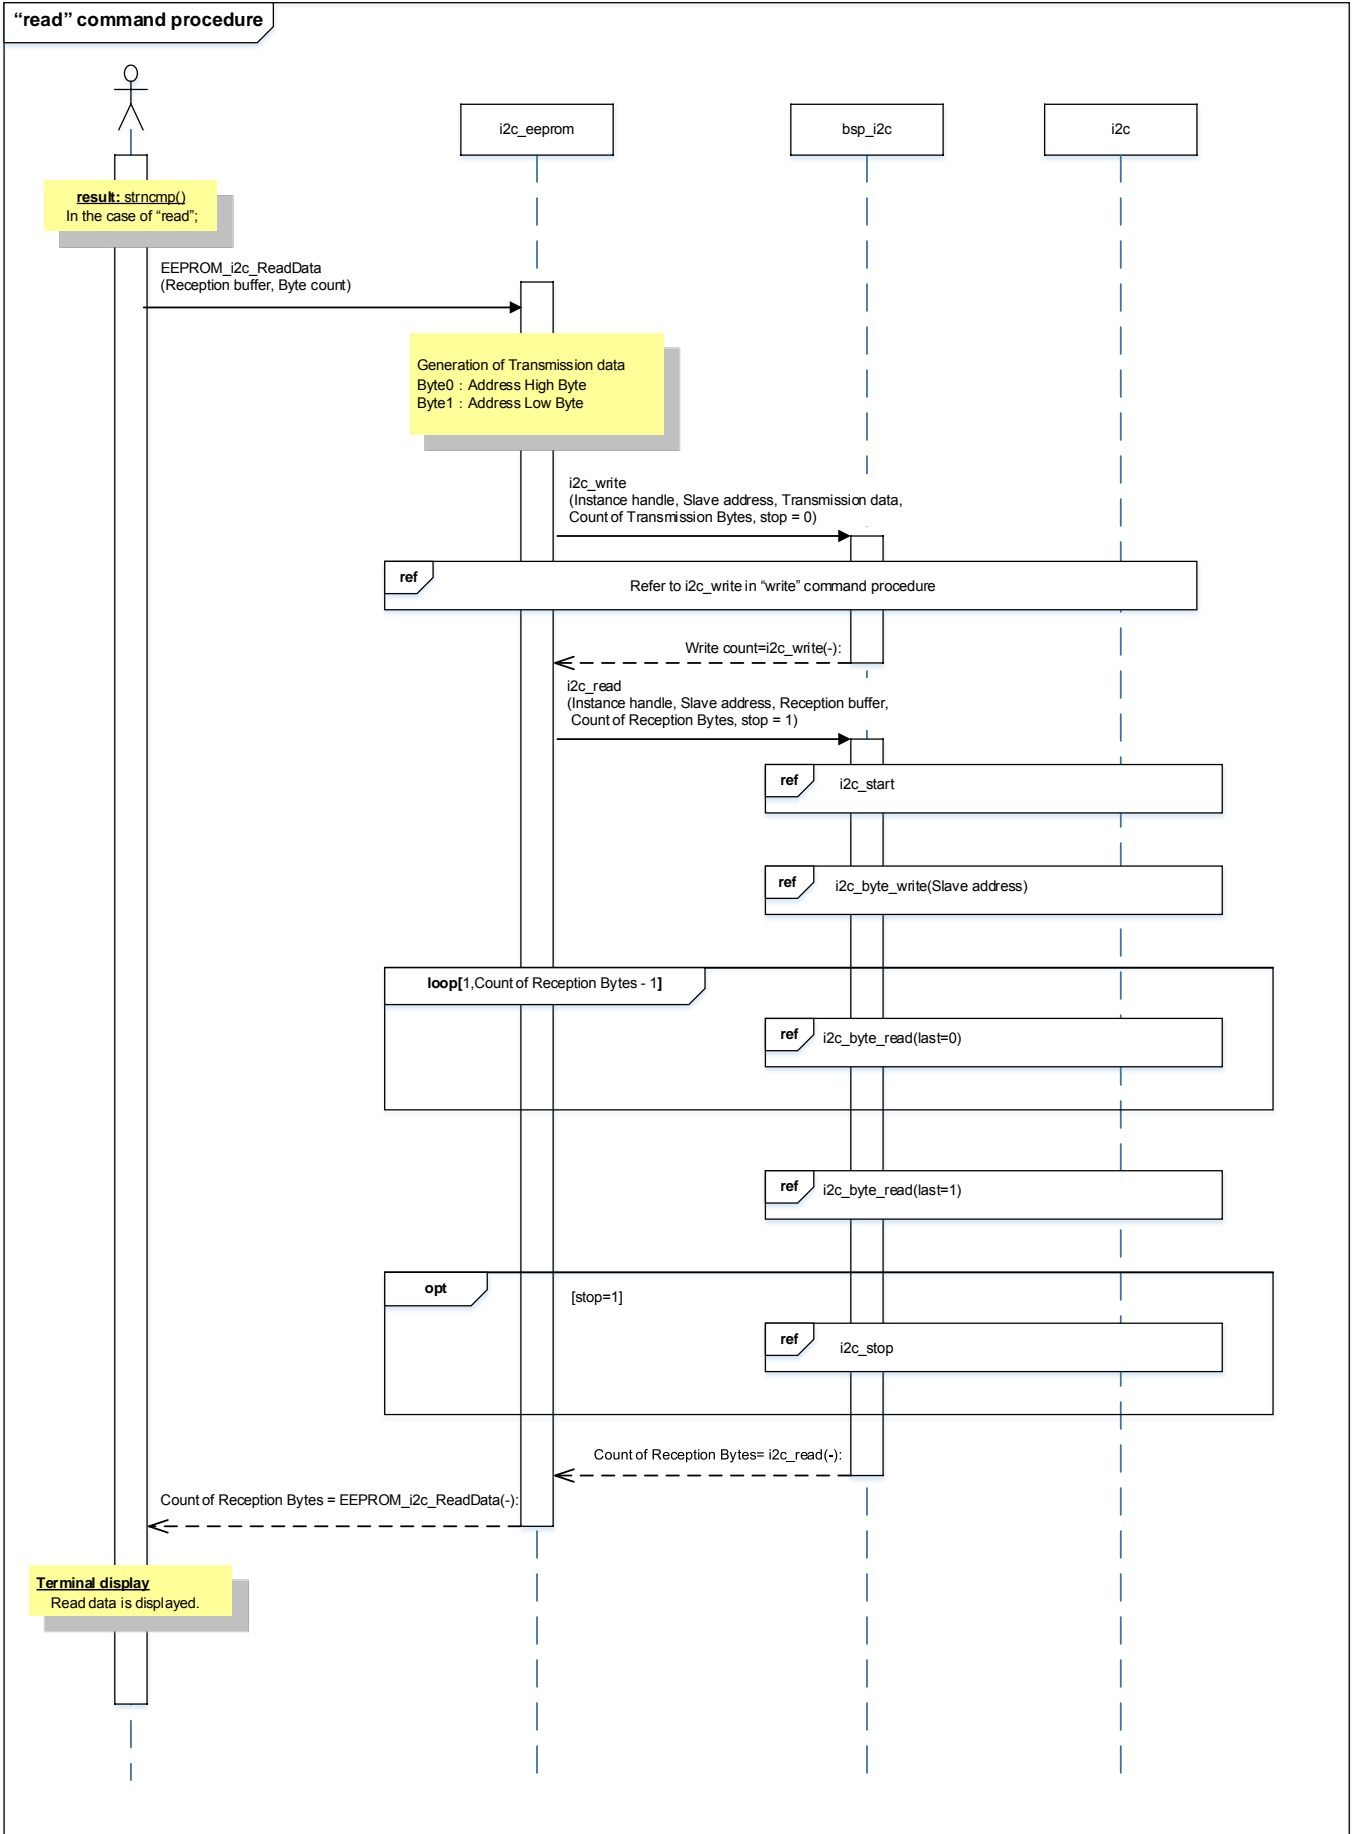 “read” command procedure
i2c_eeprom
bsp_i2c
i2c
result: strncmp()
In the case of “read”;
EEPROM_i2c_ReadData
(Reception buffer, Byte count)
Generation of Transmission data
Byte0 : Address High Byte
Byte1 : Address Low Byte
i2c_write
(Instance handle, Slave address, Transmission data,
Count of Transmission Bytes, stop = 0)
ref
Refer to i2c_write in “write” command procedure
Write count=i2c_write(-):
i2c_read
(Instance handle, Slave address, Reception buffer,
Count of Reception Bytes, stop = 1)
ref
i2c_start
ref
i2c_byte_write(Slave address)
loop[1,Count of Reception Bytes - 1]
ref
i2c_byte_read(last=0)
ref
i2c_byte_read(last=1)
opt
[stop=1]
ref
i2c_stop
Count of Reception Bytes= i2c_read(-):
Count of Reception Bytes = EEPROM_i2c_ReadData(-):
Terminal display
Read data is displayed.